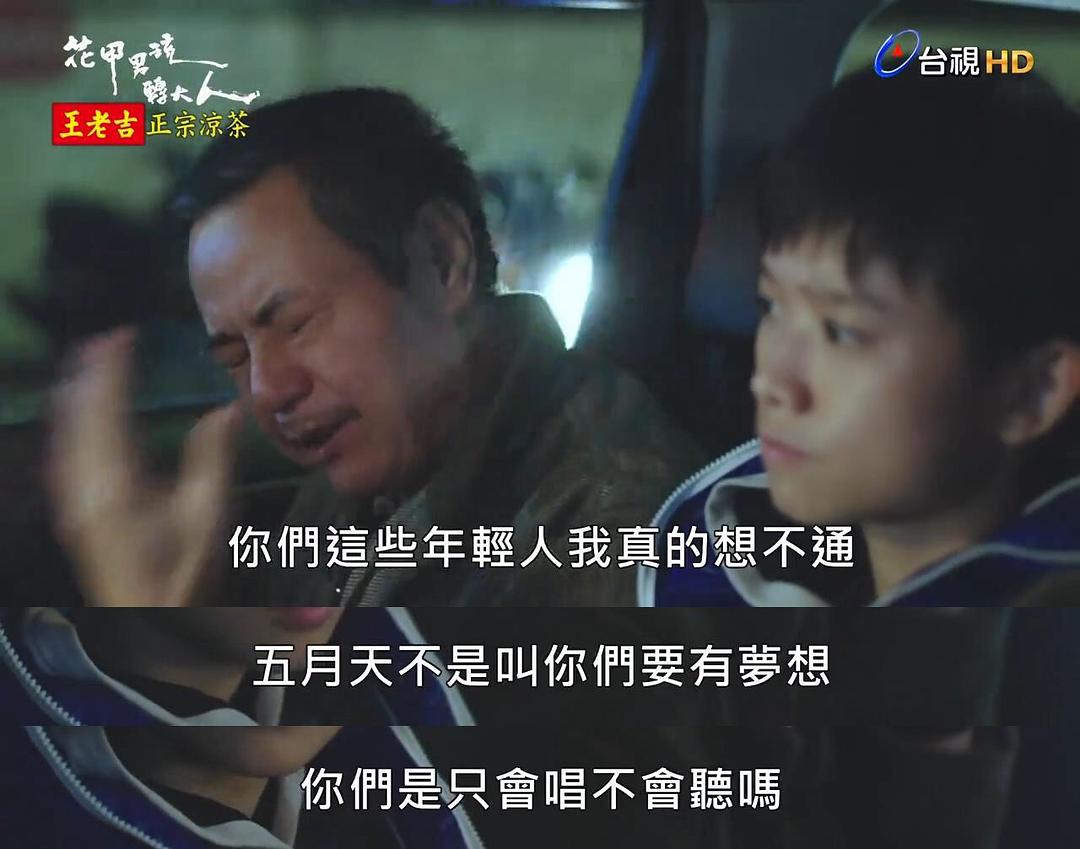 花甲男孩
轉大人
台視HD
王老吉正宗涼茶
你們這些年輕人我真的想不通
五月天不是叫你們要有夢想
你們是只會唱不會聽嗎